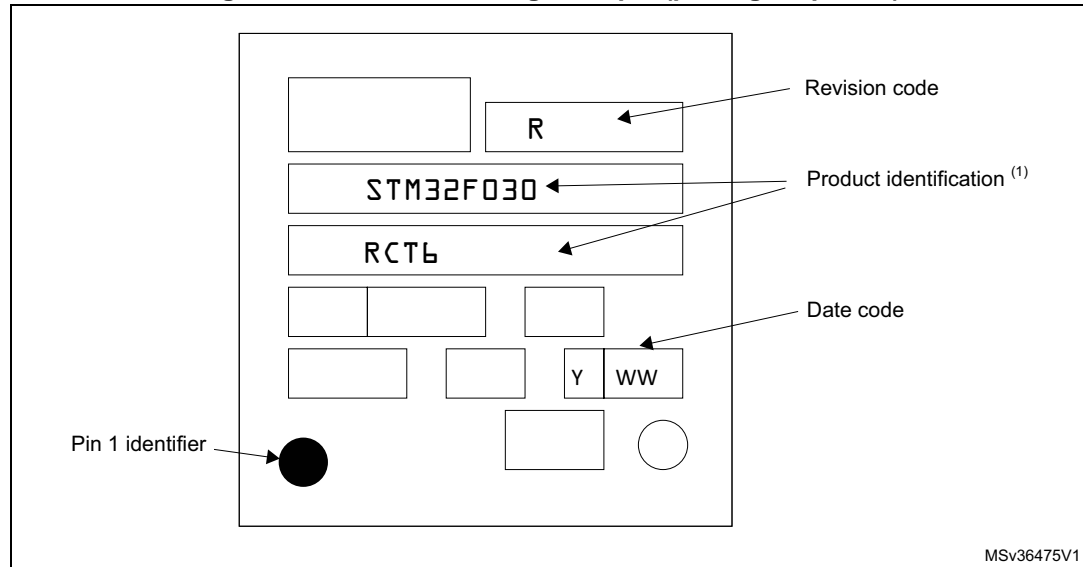 Revision code
R
STM32F030
Product identification (1)
RCT6
Date code
Y WW
Pin 1 identifier
MSv36475V1